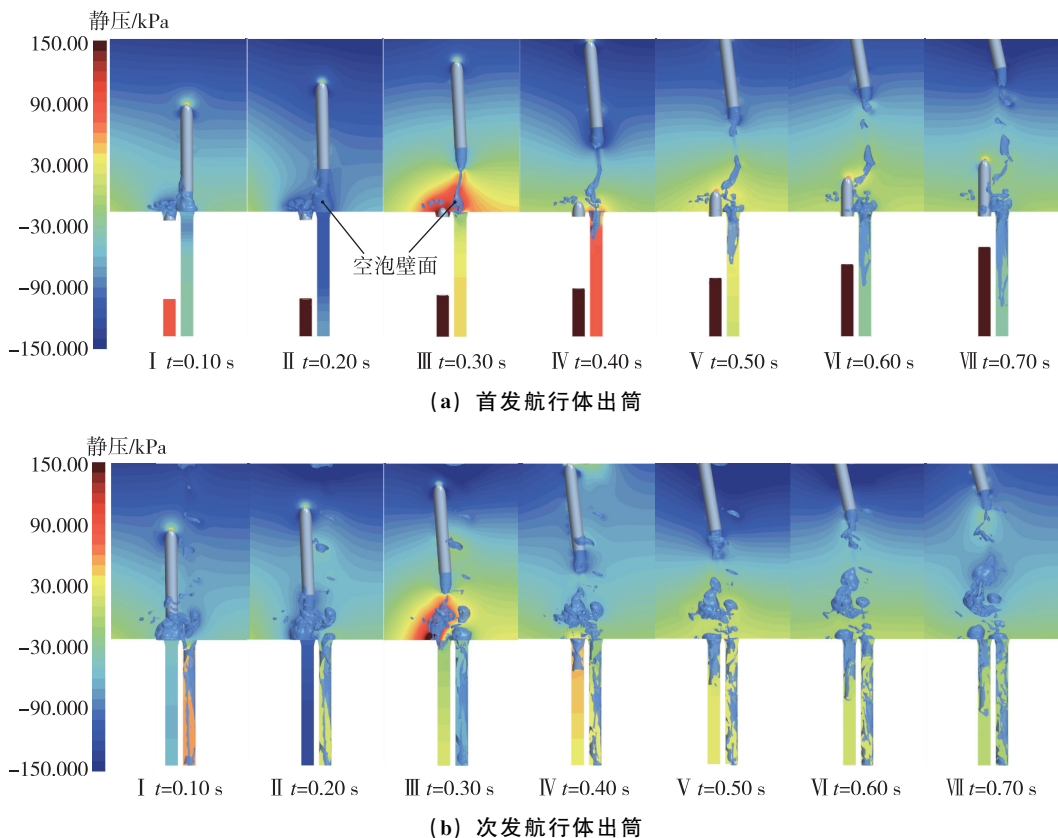 静压/kPa
150.00
90.000
30.000
−30.000
−90.000
−150.000
空泡壁面
Ⅰ t=0.10 s
Ⅱ t=0.20 s
Ⅲ t=0.30 s
Ⅳ t=0.40 s
Ⅴ t=0.50 s
Ⅵ t=0.60 s
Ⅶ t=0.70 s
(a) 首发航行体出筒
静压/kPa
150.00
90.000
30.000
−30.000
−90.000
−150.000
Ⅰ t=0.10 s
Ⅱ t=0.20 s
Ⅲ t=0.30 s
Ⅳ t=0.40 s
Ⅴ t=0.50 s
Ⅵ t=0.60 s
Ⅶ t=0.70 s
(b) 次发航行体出筒